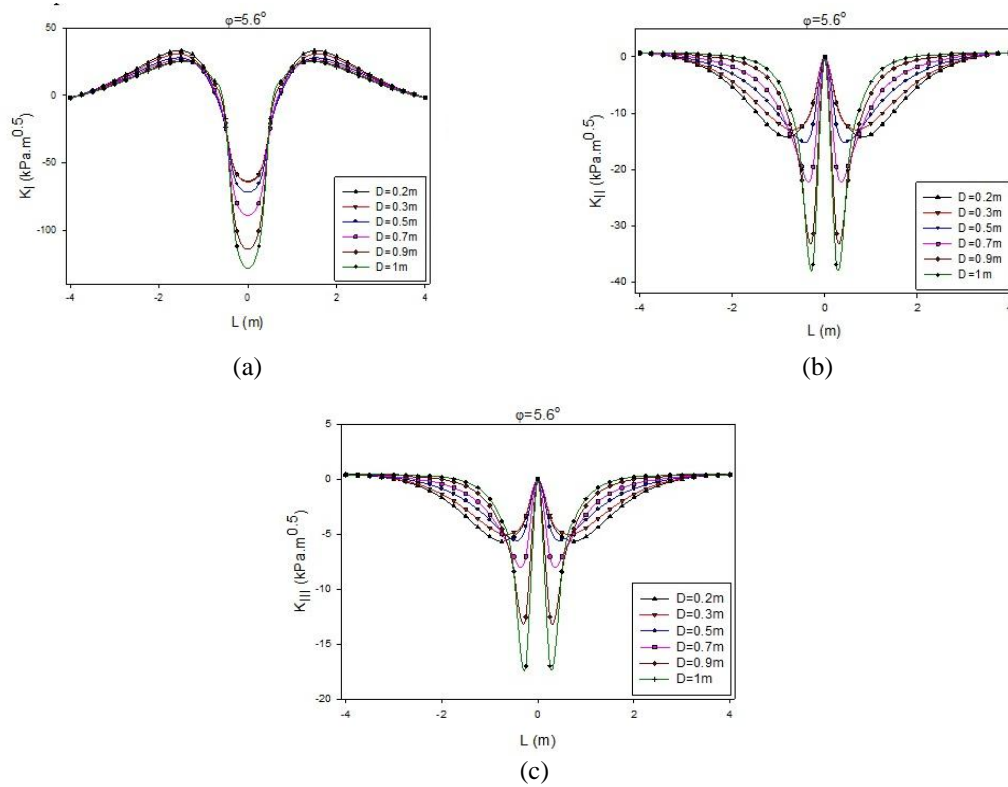 φ=5.6°
K_I (kPa.m^0.5)
50
0
-50
-100
D=0.2m
D=0.3m
D=0.5m
D=0.7m
D=0.9m
D=1m
-4 -2 0 2 4
L (m)
(a)
φ=5.6°
K_II (kPa.m^0.5)
0
-10
-20
-30
-40
D=0.2m
D=0.3m
D=0.5m
D=0.7m
D=0.9m
D=1m
-4 -2 0 2 4
L (m)
(b)
φ=5.6°
K_III (kPa.m^0.5)
5
0
-5
-10
-15
-20
D=0.2m
D=0.3m
D=0.5m
D=0.7m
D=0.9m
D=1m
-4 -2 0 2 4
L (m)
(c)